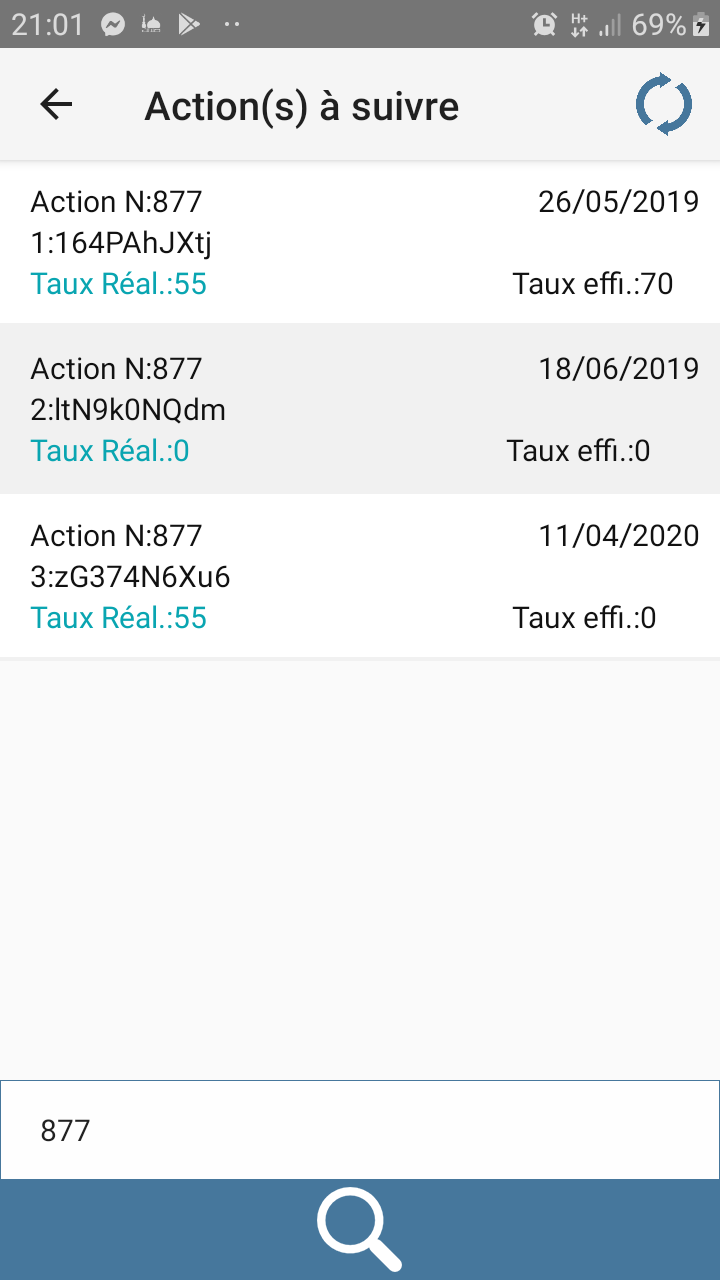 21:01 69%
Action(s) à suivre
Action N:877 26/05/2019
1:164PAhJXtj
Taux Réal.:55 Taux effi.:70
Action N:877 18/06/2019
2:ltN9k0NQdm
Taux Réal.:0 Taux effi.:0
Action N:877 11/04/2020
3:zG374N6Xu6
Taux Réal.:55 Taux effi.:0
877